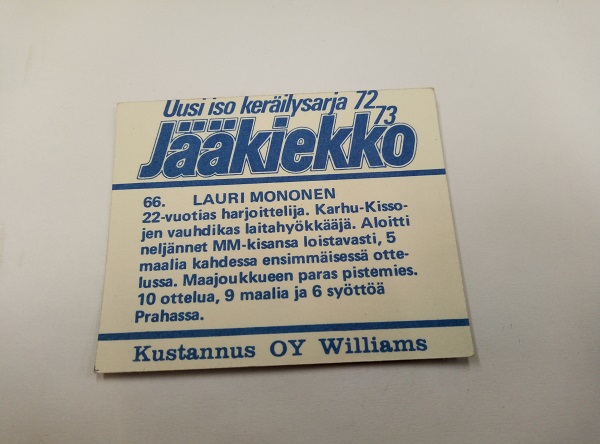 Uusi iso keräilysarja 72
73
Jääkiekko
66. LAURI MONONEN
22-vuotias harjoittelija. Karhu-Kisso-
jen vauhdikas laitahyökkääjä. Aloitti
neljännet MM-kisansa loistavasti, 5
maalia kahdessa ensimmäisessä otte-
lussa. Maajoukkueen paras pistemies.
10 ottelua, 9 maalia ja 6 syöttöä
Prahassa.
Kustannus OY Williams